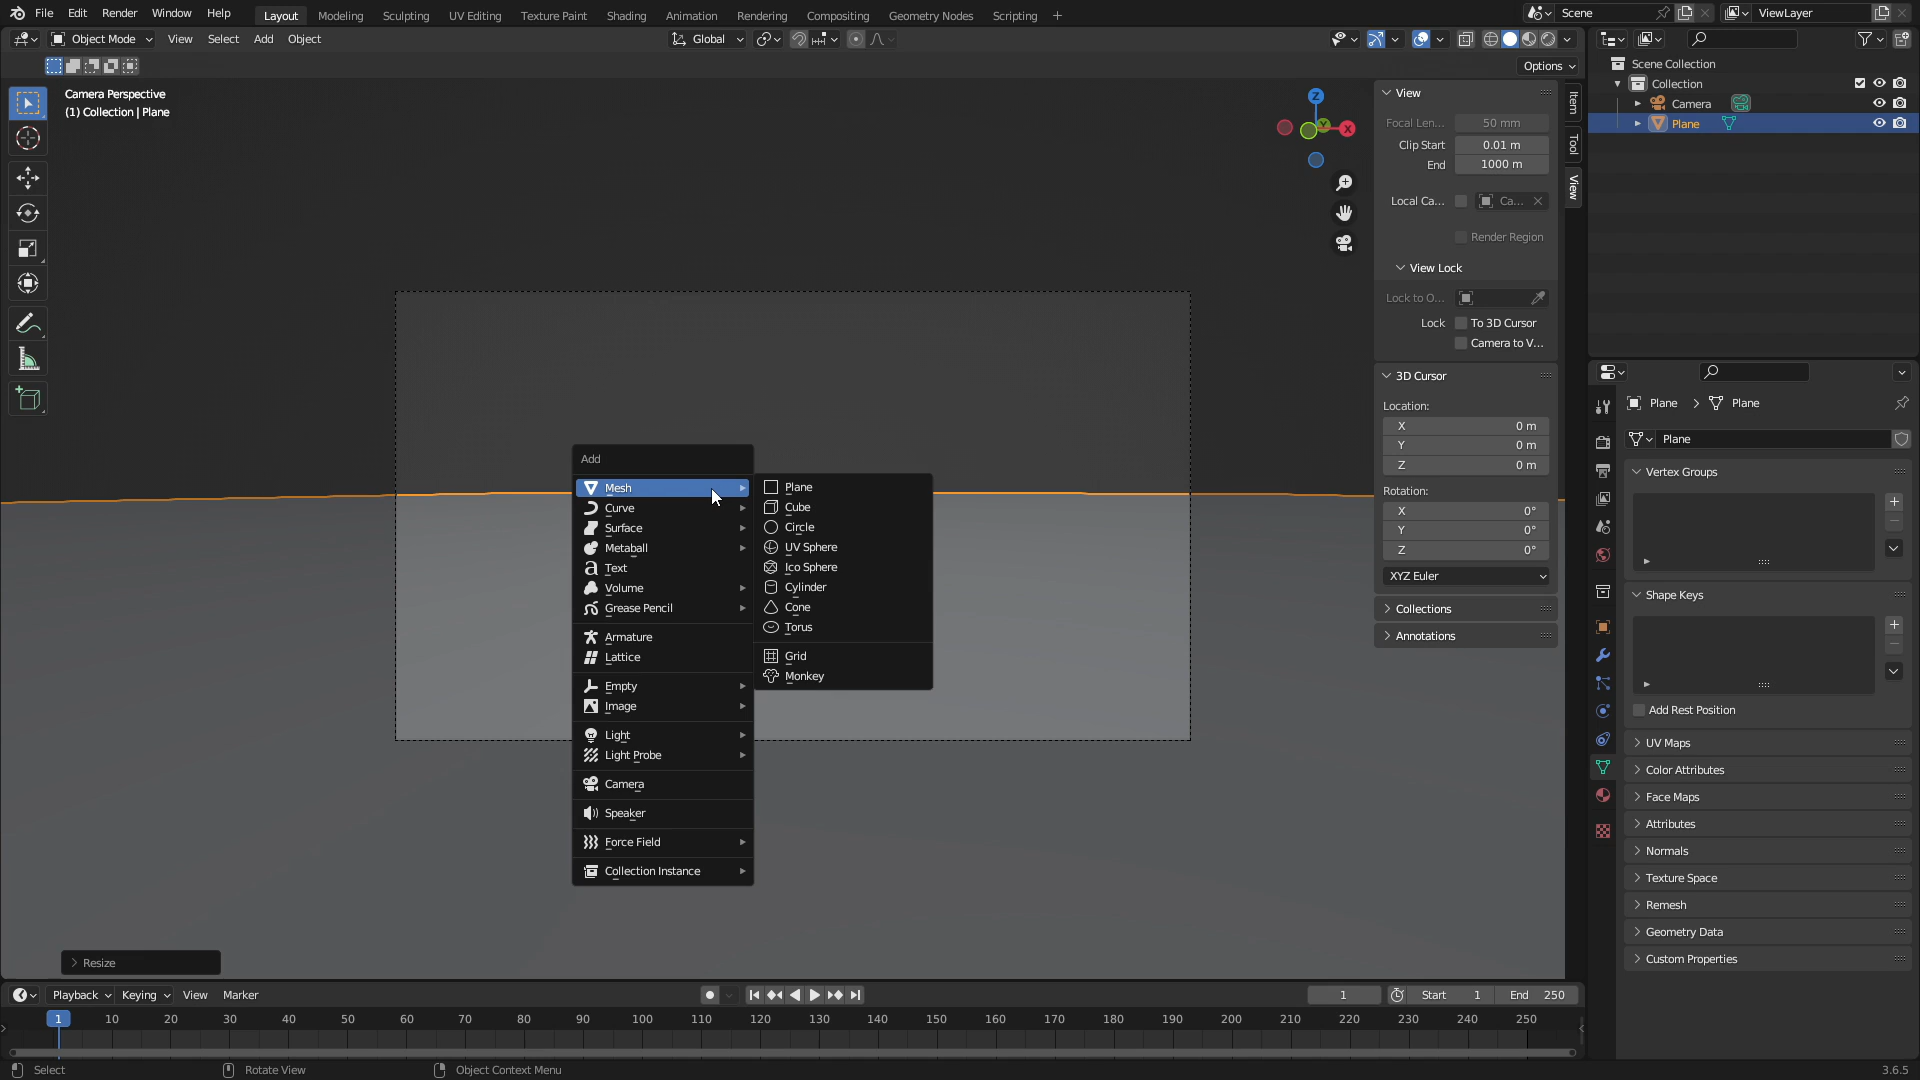 File Edit Render Window Help Layout Modeling Sculpting UV Editing Texture Paint Shading Animation Rendering Compositing Geometry Nodes Scripting + Scene ViewLayer
Object Mode View Select Add Object Global
Options
Camera Perspective
(1) Collection | Plane
Z
Y
X
View
Focal Len... 50 mm
Clip Start 0.01 m
End 1000 m
Local Ca... Ca...
Render Region
View Lock
Lock to O...
Lock To 3D Cursor
Camera to V...
3D Cursor
Location:
X 0 m
Y 0 m
Z 0 m
Rotation:
X 0°
Y 0°
Z 0°
XYZ Euler
Collections
Annotations
Item
Tool
View
Add
Mesh
Curve
Surface
Metaball
Text
Volume
Grease Pencil
Armature
Lattice
Empty
Image
Light
Light Probe
Camera
Speaker
Force Field
Collection Instance
Plane
Cube
Circle
UV Sphere
Ico Sphere
Cylinder
Cone
Torus
Grid
Monkey
Resize
Scene Collection
Collection
Camera
Plane
Plane Plane
Plane
Vertex Groups
Shape Keys
Add Rest Position
UV Maps
Color Attributes
Face Maps
Attributes
Normals
Texture Space
Remesh
Geometry Data
Custom Properties
Playback Keying View Marker 1 Start 1 End 250
1 10 20 30 40 50 60 70 80 90 100 110 120 130 140 150 160 170 180 190 200 210 220 230 240 250
Select Rotate View Object Context Menu 3.6.5